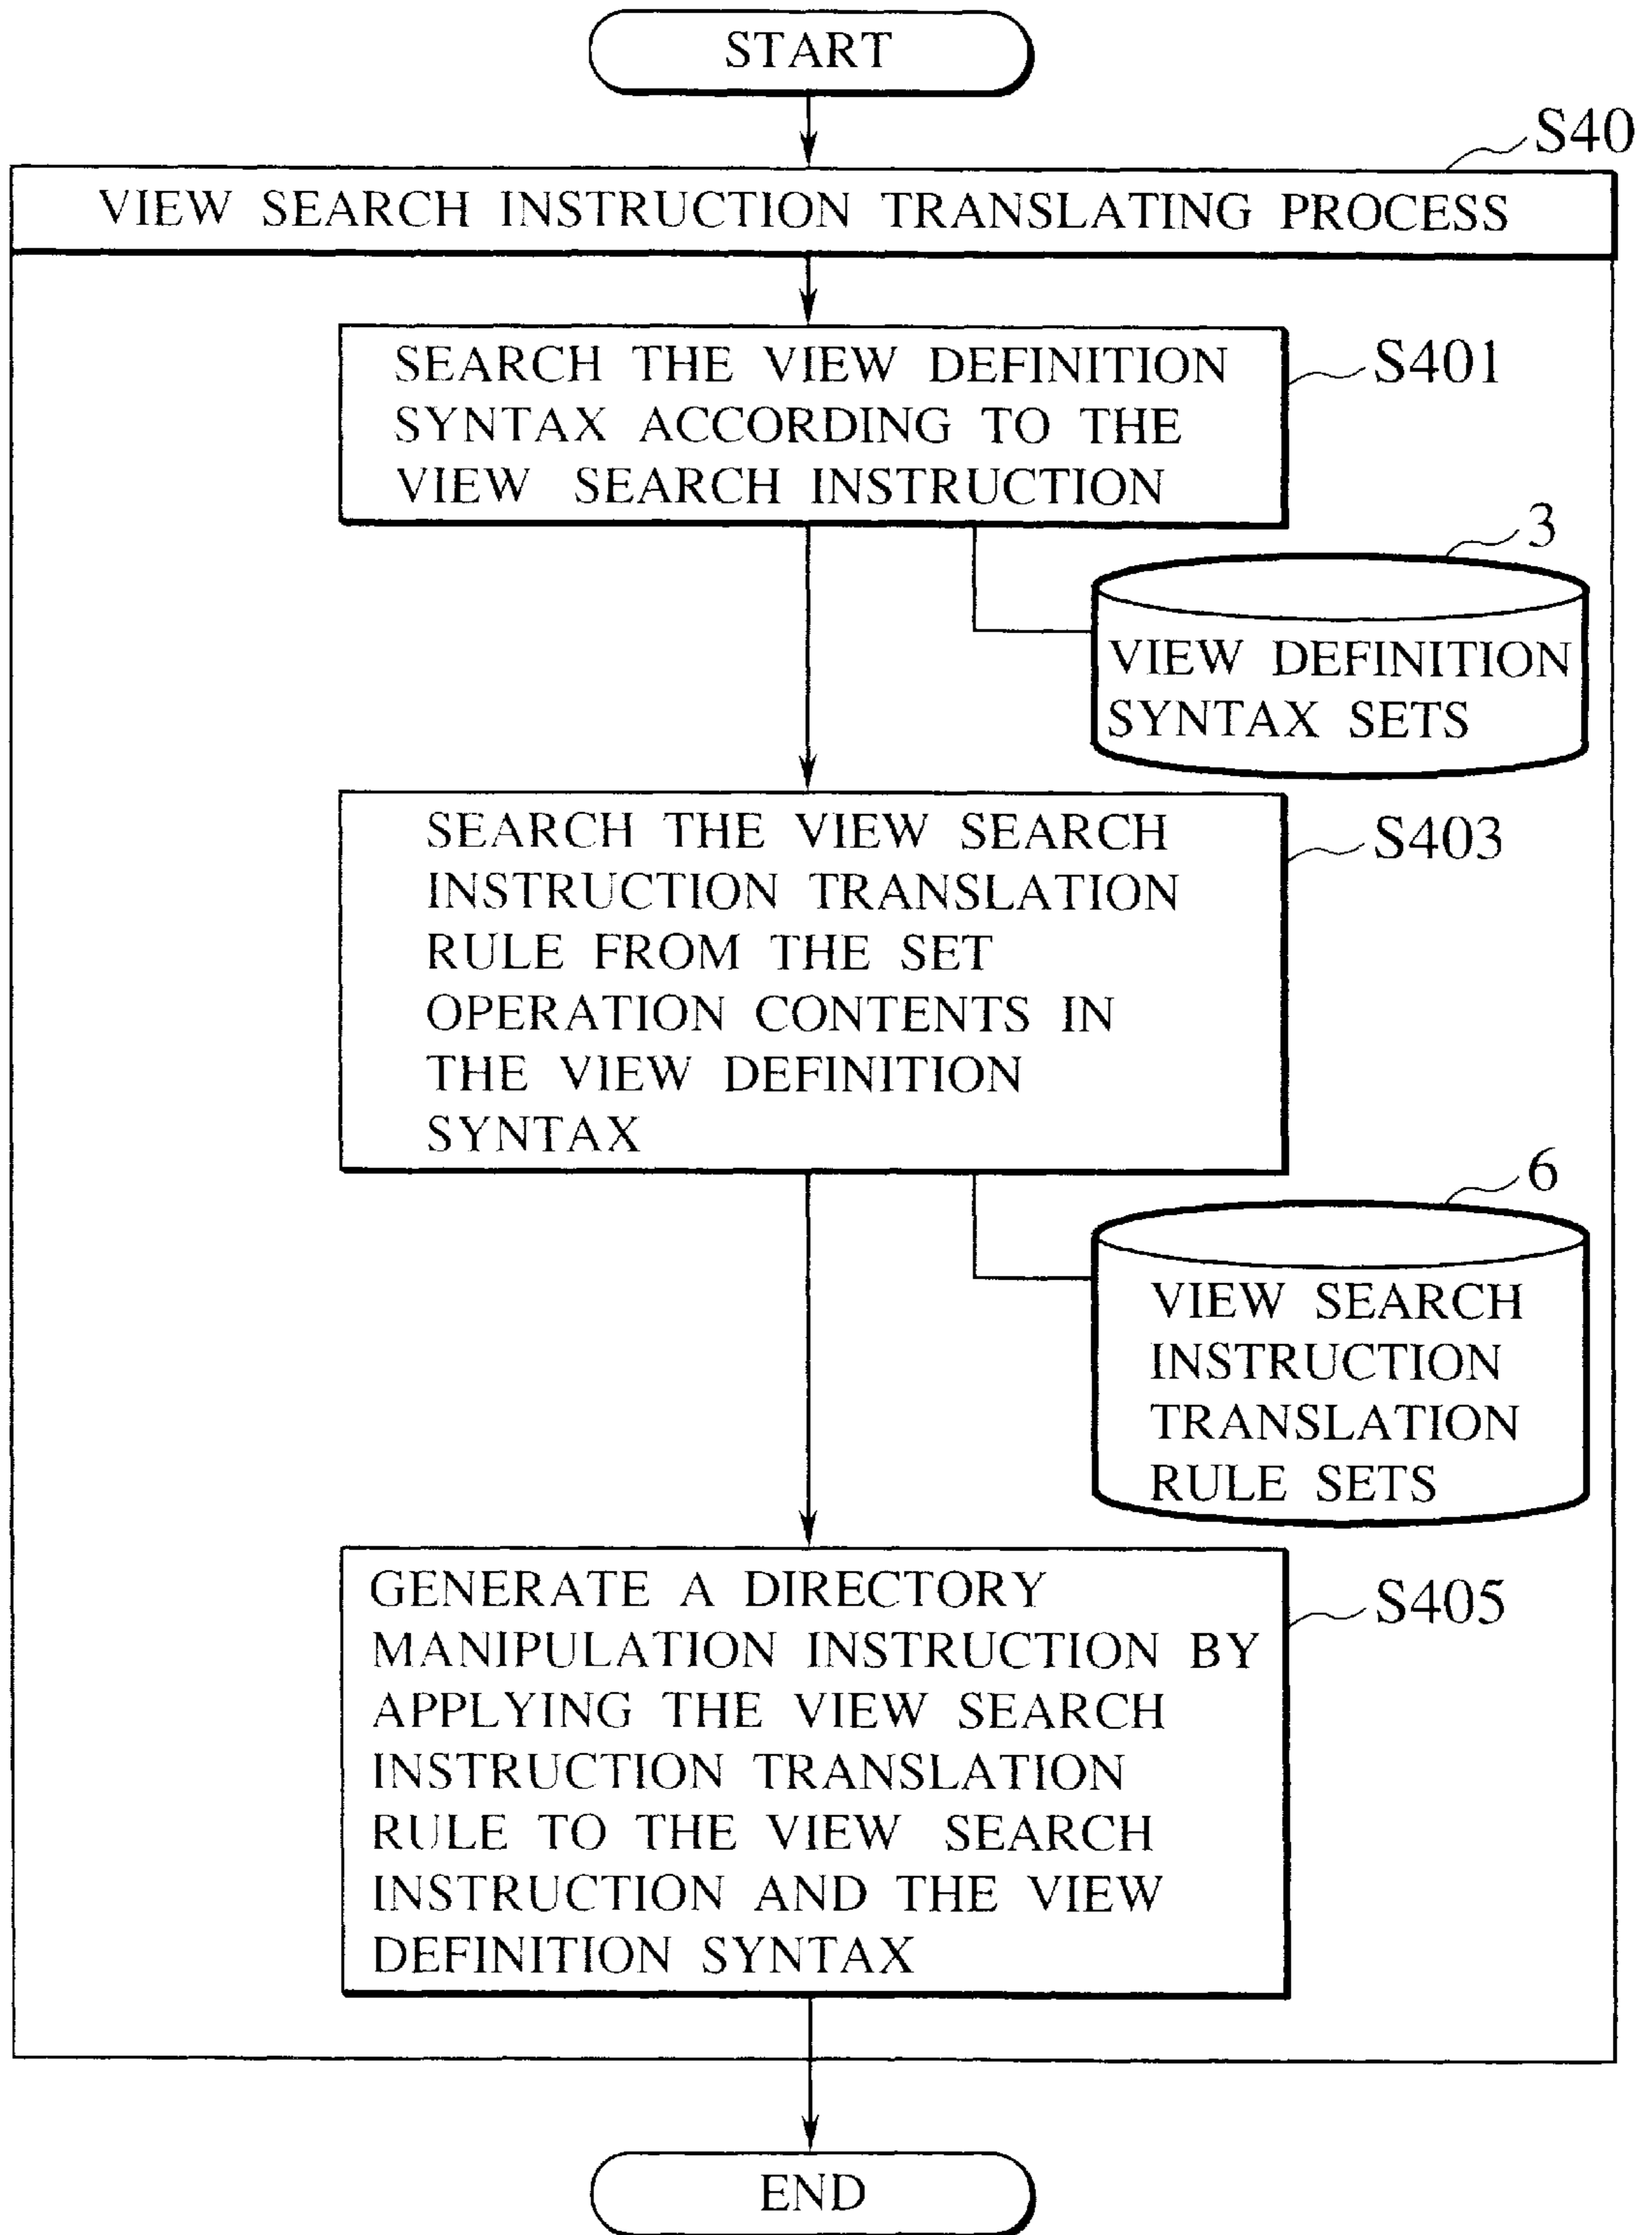 START
S40
VIEW SEARCH INSTRUCTION TRANSLATING PROCESS
SEARCH THE VIEW DEFINITION
SYNTAX ACCORDING TO THE
VIEW SEARCH INSTRUCTION
S401
3
VIEW DEFINITION
SYNTAX SETS
SEARCH THE VIEW SEARCH
INSTRUCTION TRANSLATION
RULE FROM THE SET
OPERATION CONTENTS IN
THE VIEW DEFINITION
SYNTAX
S403
6
VIEW SEARCH
INSTRUCTION
TRANSLATION
RULE SETS
GENERATE A DIRECTORY
MANIPULATION INSTRUCTION BY
APPLYING THE VIEW SEARCH
INSTRUCTION TRANSLATION
RULE TO THE VIEW SEARCH
INSTRUCTION AND THE VIEW
DEFINITION SYNTAX
S405
END